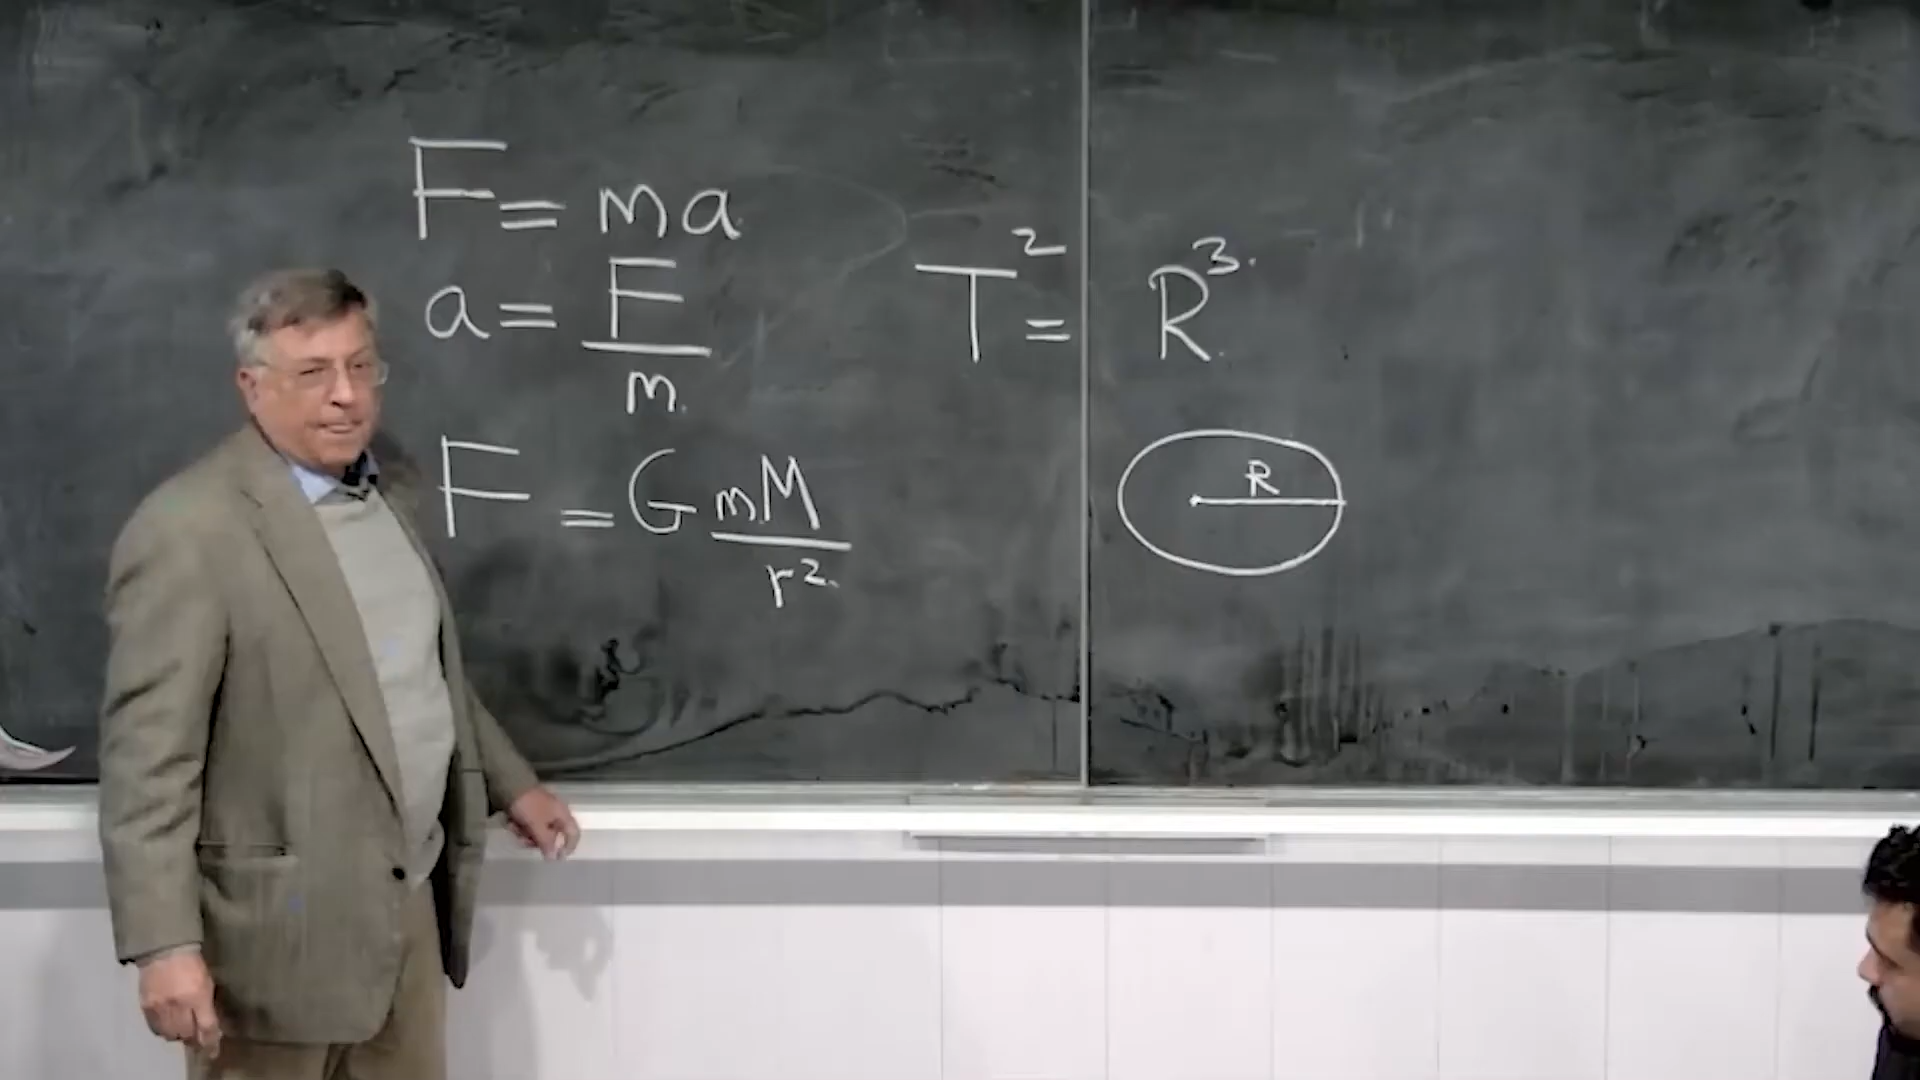 F = ma
a = F/m
F = G mM/r²
T² = R³
R